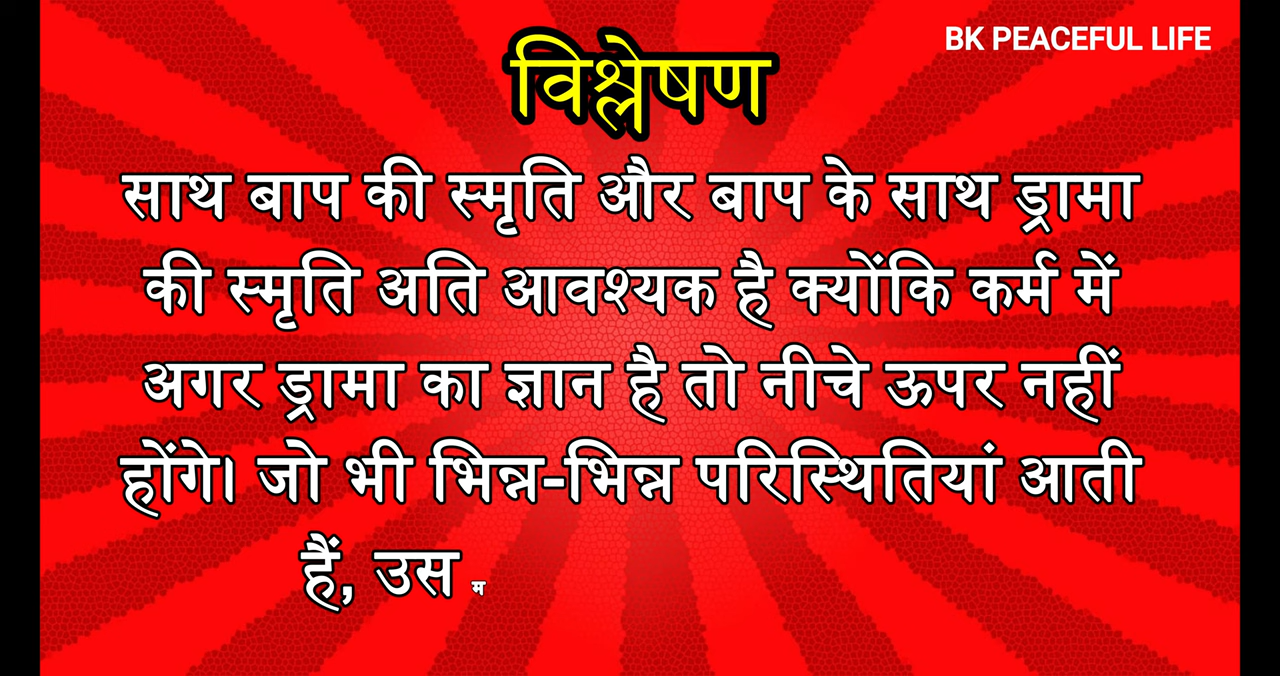 BK PEACEFUL LIFE
विश्लेषण
साथ बाप की स्मृति और बाप के साथ ड्रामा
की स्मृति अति आवश्यक है क्योंकि कर्म में
अगर ड्रामा का ज्ञान है तो नीचे ऊपर नहीं
होंगे। जो भी भिन्न-भिन्न परिस्थितियां आती
हैं, उस म